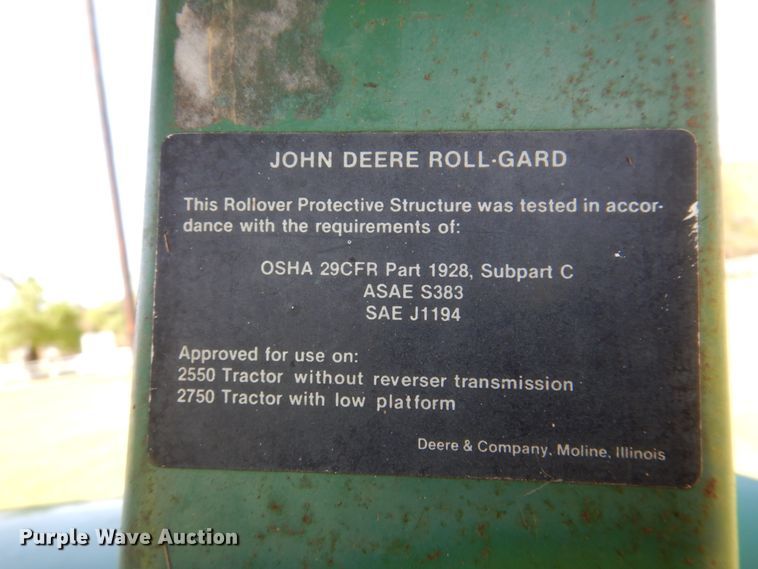 JOHN DEERE ROLL-GARD
This Rollover Protective Structure was tested in accor-
dance with the requirements of:
OSHA 29CFR Part 1928, Subpart C
ASAE S383
SAE J1194
Approved for use on:
2550 Tractor without reverser transmission
2750 Tractor with low platform
Deere & Company, Moline, Illinois
Purple Wave Auction